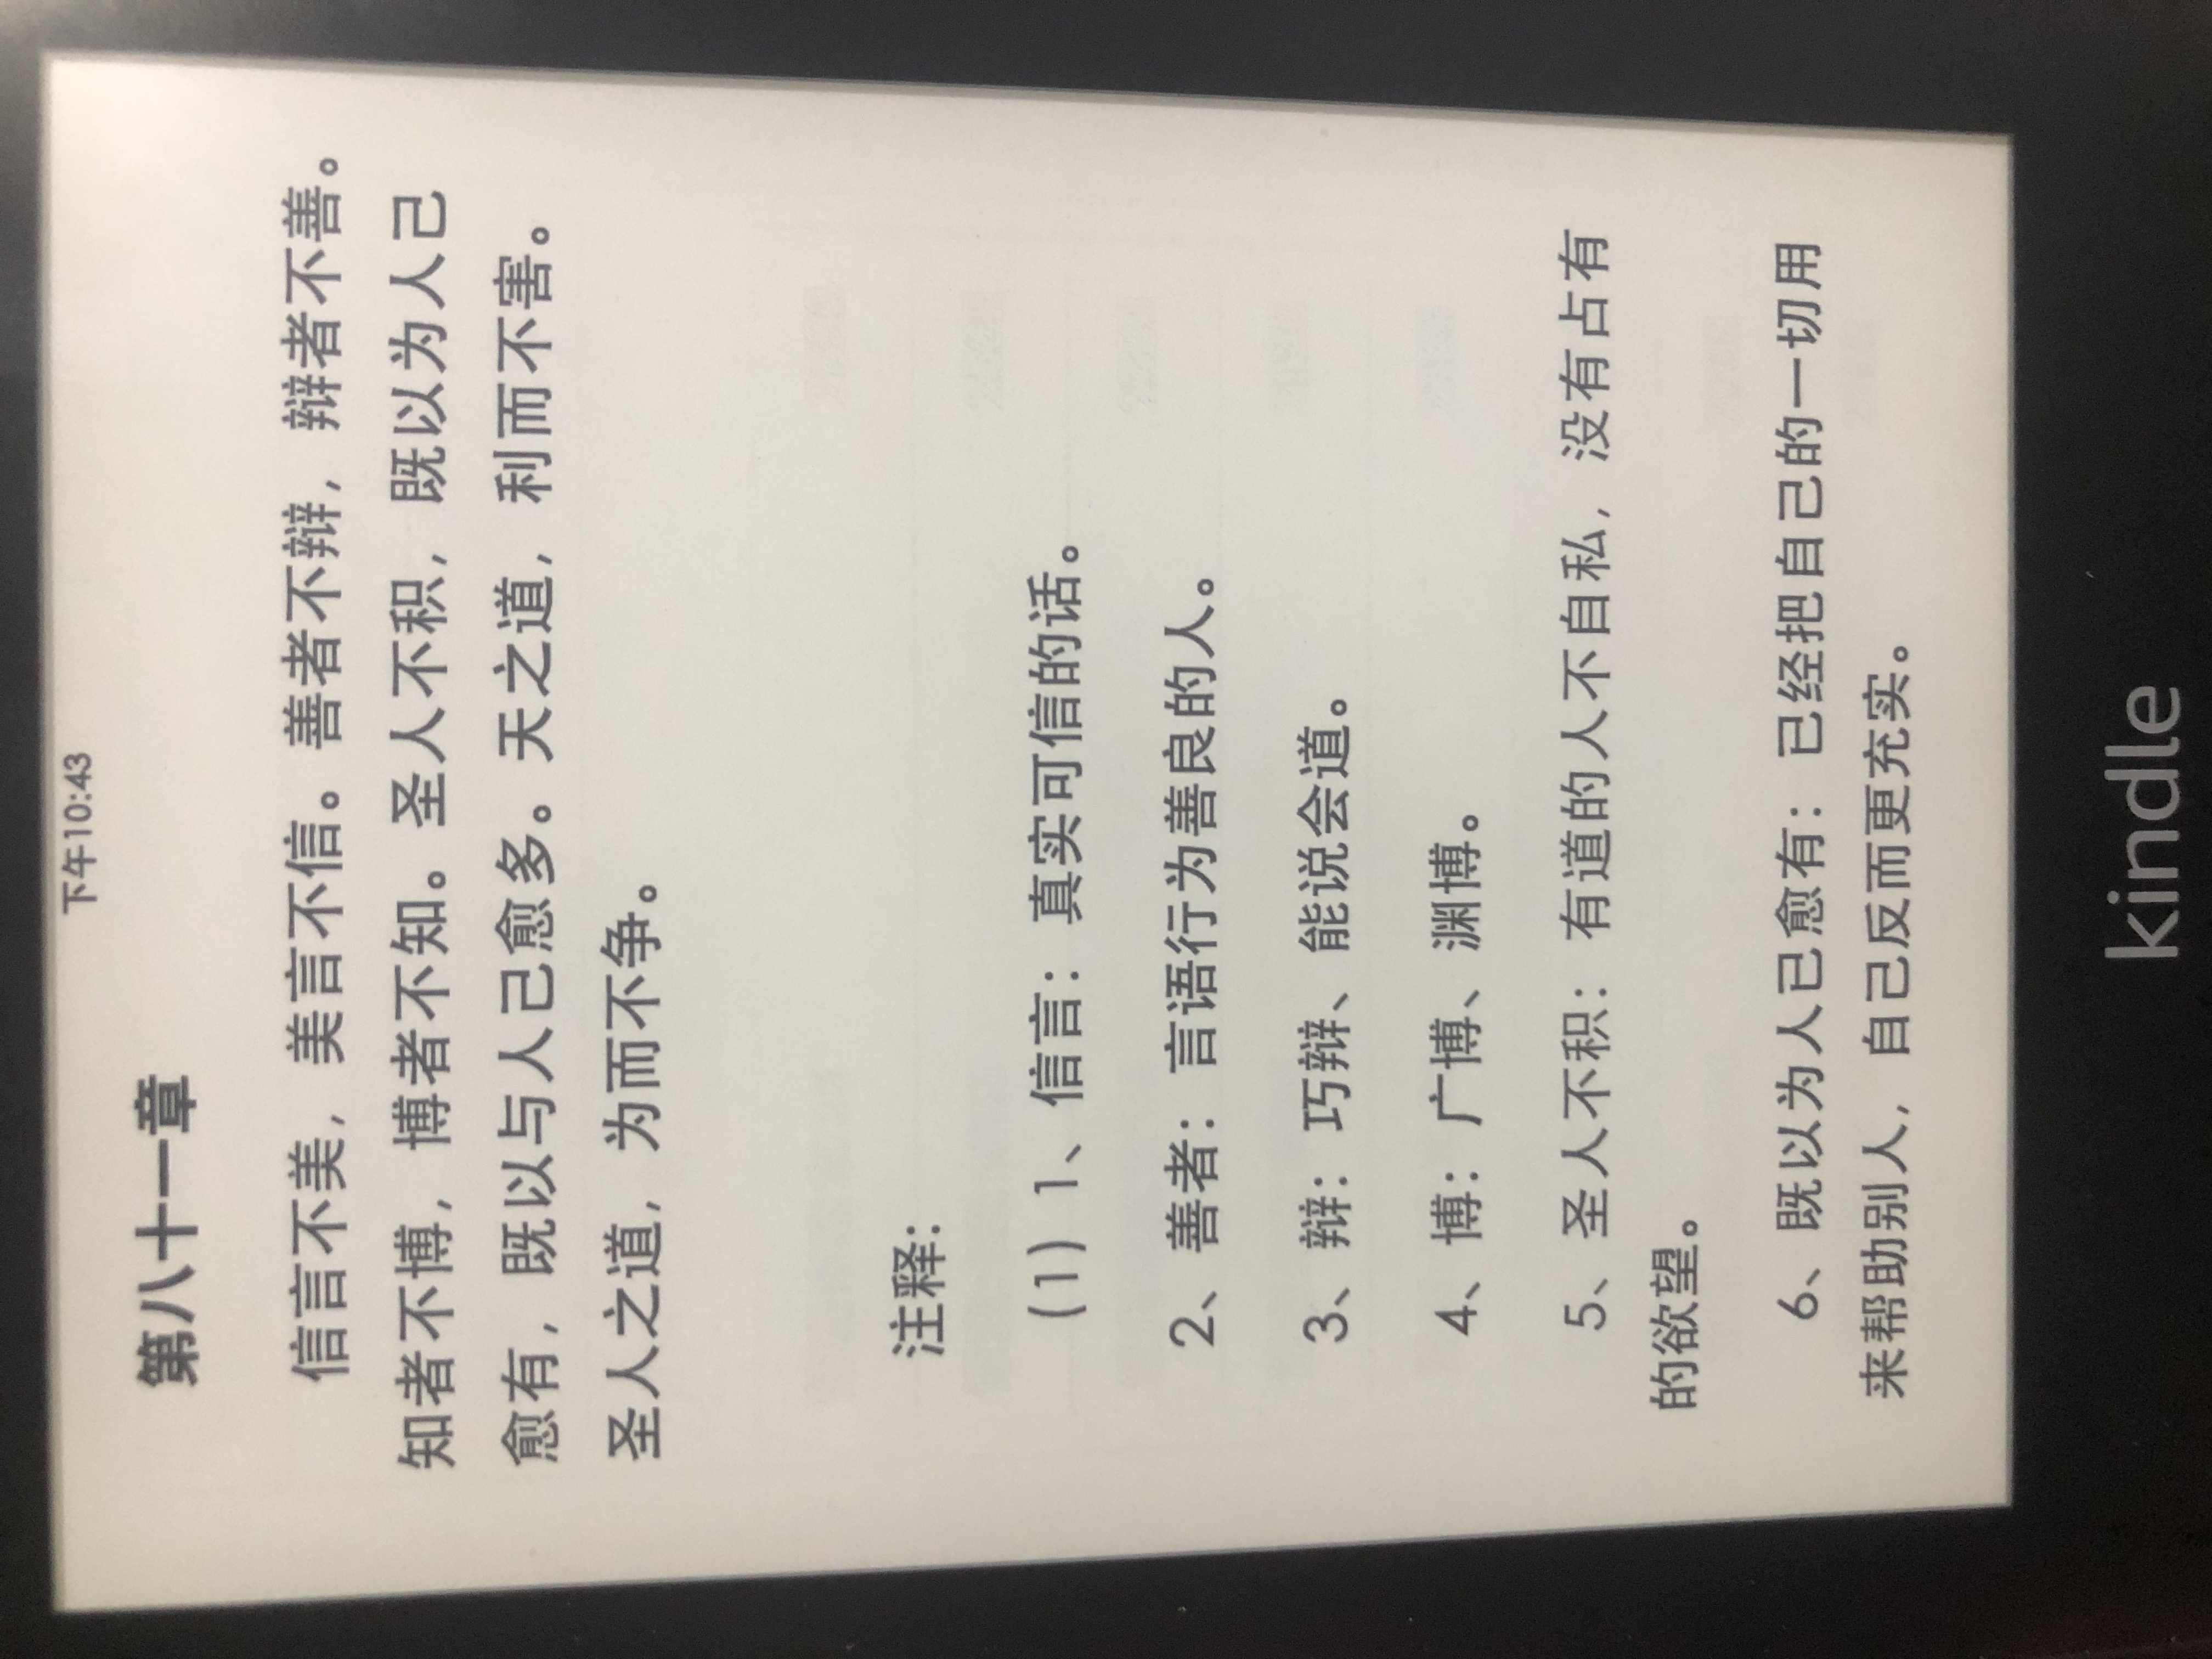 下午10:43
第八十一章
信言不美，美言不信。善者不辩，辩者不善。
知者不博，博者不知。圣人不积，既以为人己
愈有，既以与人己愈多。天之道，利而不害。
圣人之道，为而不争。
注释:
（1）1、信言：真实可信的话。
2、善者：言语行为善良的人。
3、辩：巧辩、能说会道。
4、博：广博、渊博。
5、圣人不积：有道的人不自私，没有占有
的欲望。
6、既以为人已愈有：已经把自己的一切用
来帮助别人，自己反而更充实。
kindle